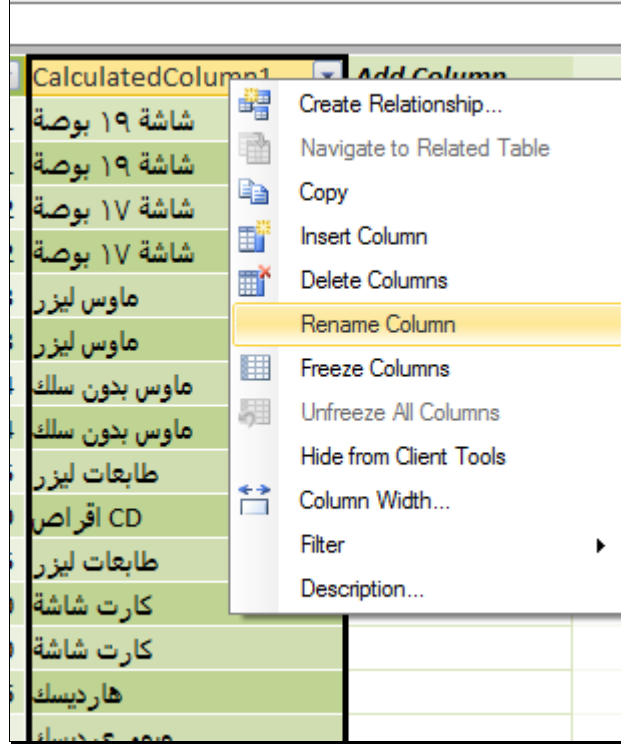 CalculatedColumn1 Add Column
شاشة ١٩ بوصة
شاشة ١٩ بوصة
شاشة ١٧ بوصة
شاشة ١٧ بوصة
ماوس ليزر
ماوس ليزر
ماوس بدون سلك
ماوس بدون سلك
طابعات ليزر
اقراص CD
طابعات ليزر
كارت شاشة
كارت شاشة
هارديسك
Create Relationship...
Navigate to Related Table
Copy
Insert Column
Delete Columns
Rename Column
Freeze Columns
Unfreeze All Columns
Hide from Client Tools
Column Width...
Filter
Description...